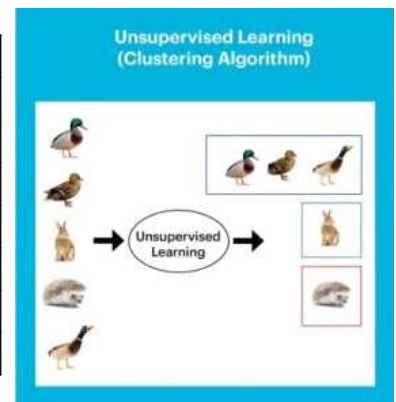 Unsupervised Learning
(Clustering Algorithm)
Unsupervised
Learning